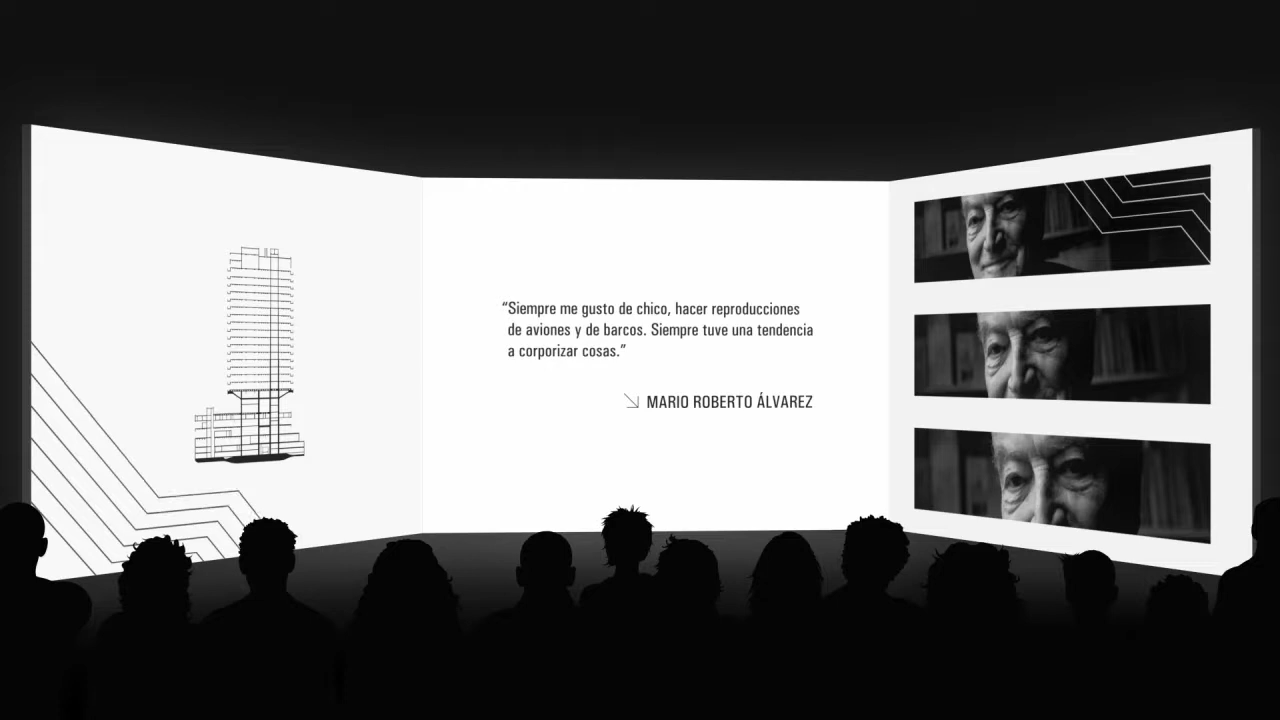 “Siempre me gusto de chico, hacer reproducciones
de aviones y de barcos. Siempre tuve una tendencia
a corporizar cosas.”
MARIO ROBERTO ÁLVAREZ